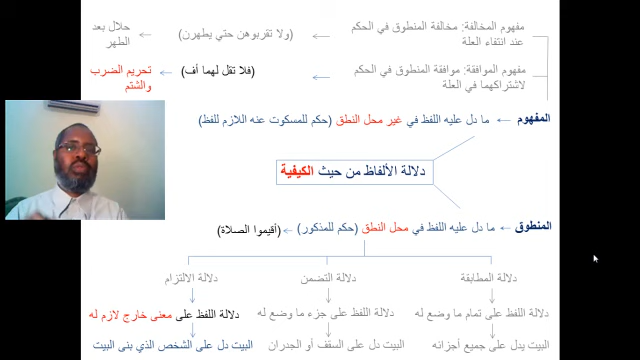 مفهوم المخالفة: مخالفة المنطوق في الحكم
عند انتفاء العلة
(ولا تقربوهن حتي يطهرن)
حلال بعد
الطهر
مفهوم الموافقة: موافقة المنطوق في الحكم
لاشتراكهما في العلة
(فلا تقل لهما أف)
تحريم الضرب
والشتم
المفهوم ← ما دل عليه اللفظ في غير محل النطق (حكم للمسكوت عنه اللازم للفظ)
دلالة الألفاظ من حيث الكيفية
المنطوق ← ما دل عليه اللفظ في محل النطق (حكم للمذكور) ← (أقيموا الصلاة)
دلالة المطابقة
دلالة اللفظ على تمام ما وضع له
البيت يدل على جميع أجزائه
دلالة التضمن
دلالة اللفظ على جزء ما وضع له
البيت دل على السقف أو الجدران
دلالة الالتزام
دلالة اللفظ على معنى خارج لازم له
البيت دل على الشخص الذي بنى البيت